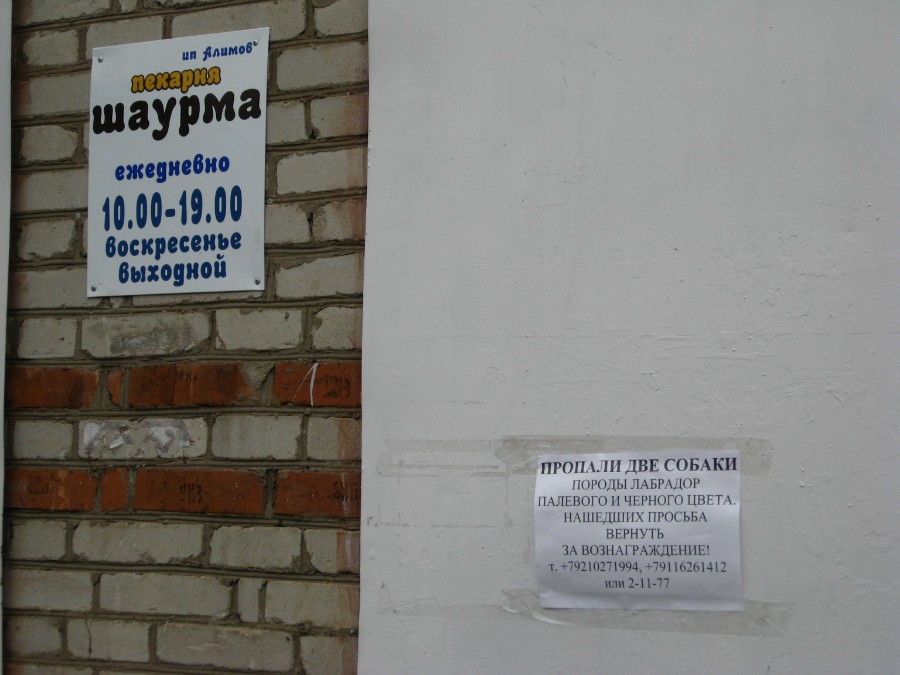 ип Алимов
пекарня
шаурма
ежедневно
10.00-19.00
воскресенье
выходной
ПРОПАЛИ ДВЕ СОБАКИ
ПОРОДЫ ЛАБРАДОР
ПАЛЕВОГО И ЧЕРНОГО ЦВЕТА.
НАШЕДШИХ ПРОСЬБА
ВЕРНУТЬ
ЗА ВОЗНАГРАЖДЕНИЕ!
т. +79210271994, +79116261412
или 2-11-77